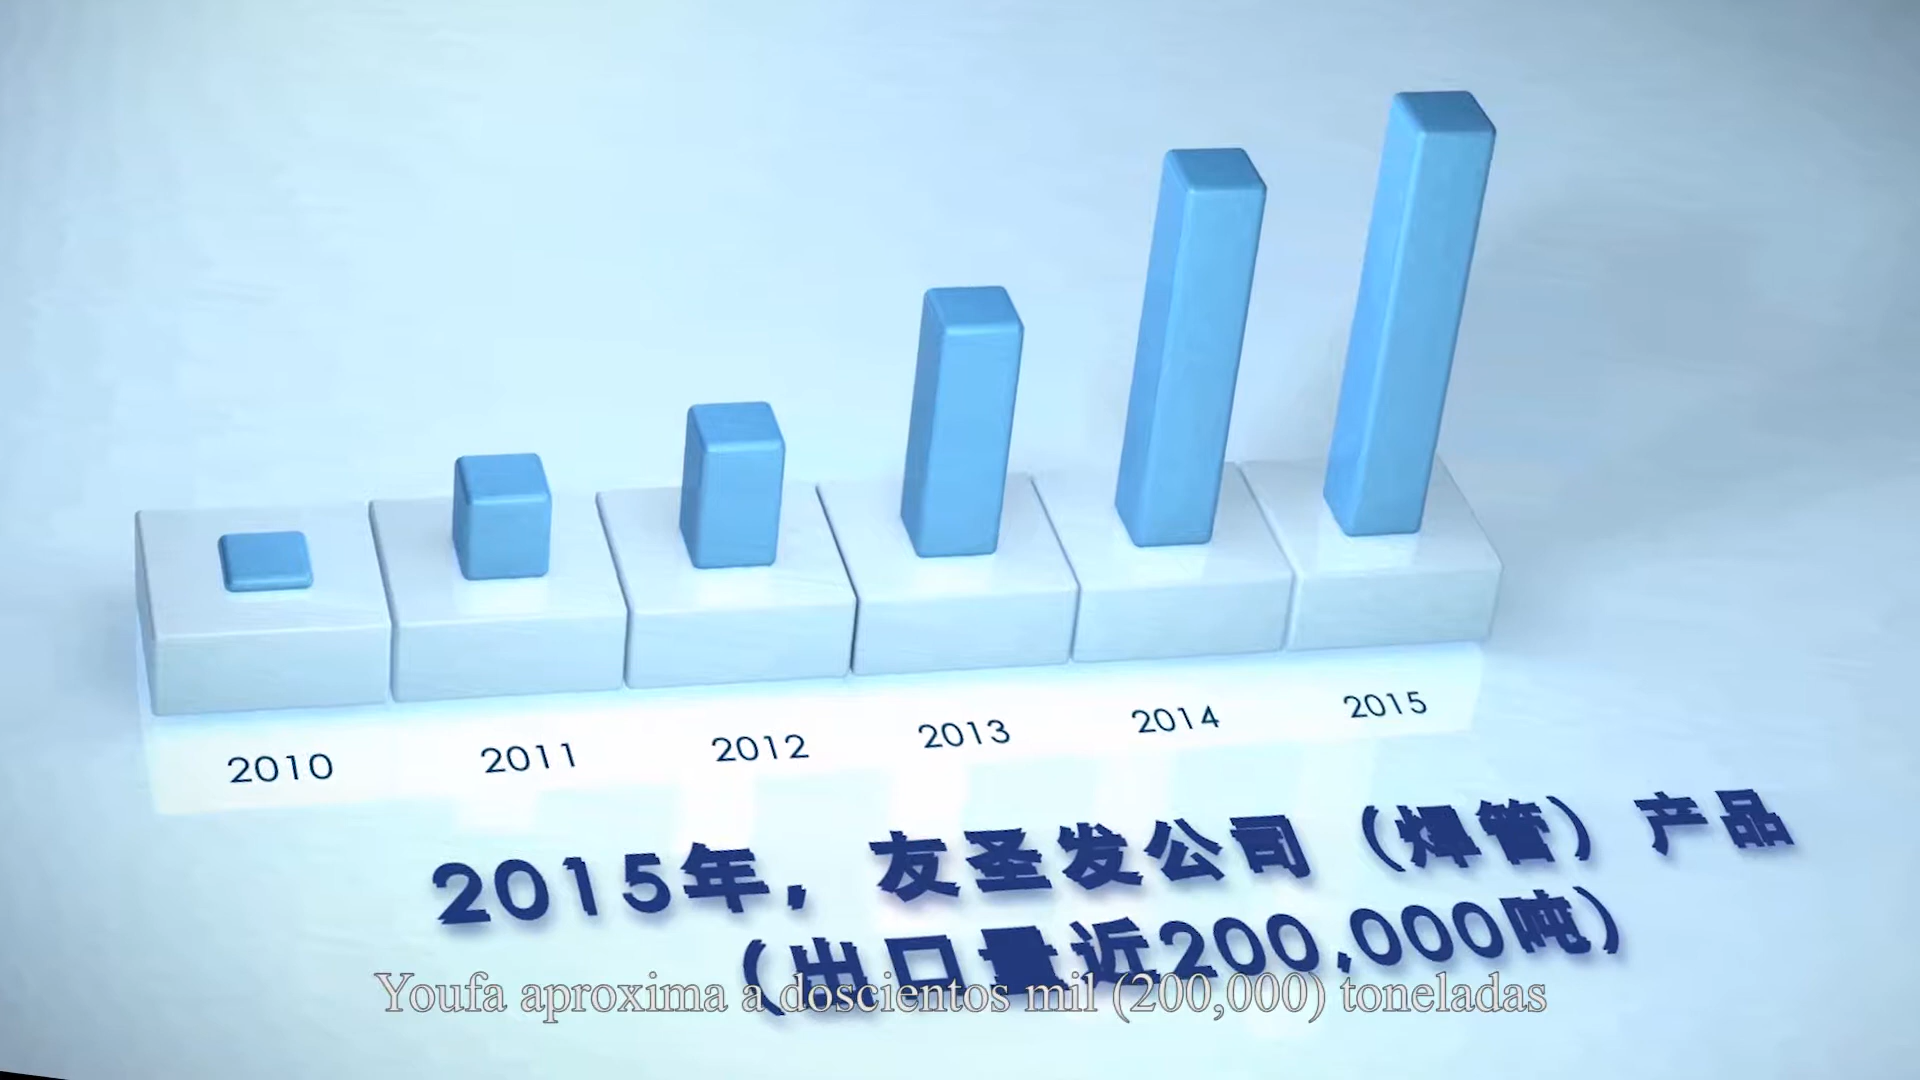 2010 2011 2012 2013 2014 2015
2015年，友圣发公司（焊管）产品
（出口量近200,000吨）
Youfa aproxima a doscientos mil (200,000) toneladas